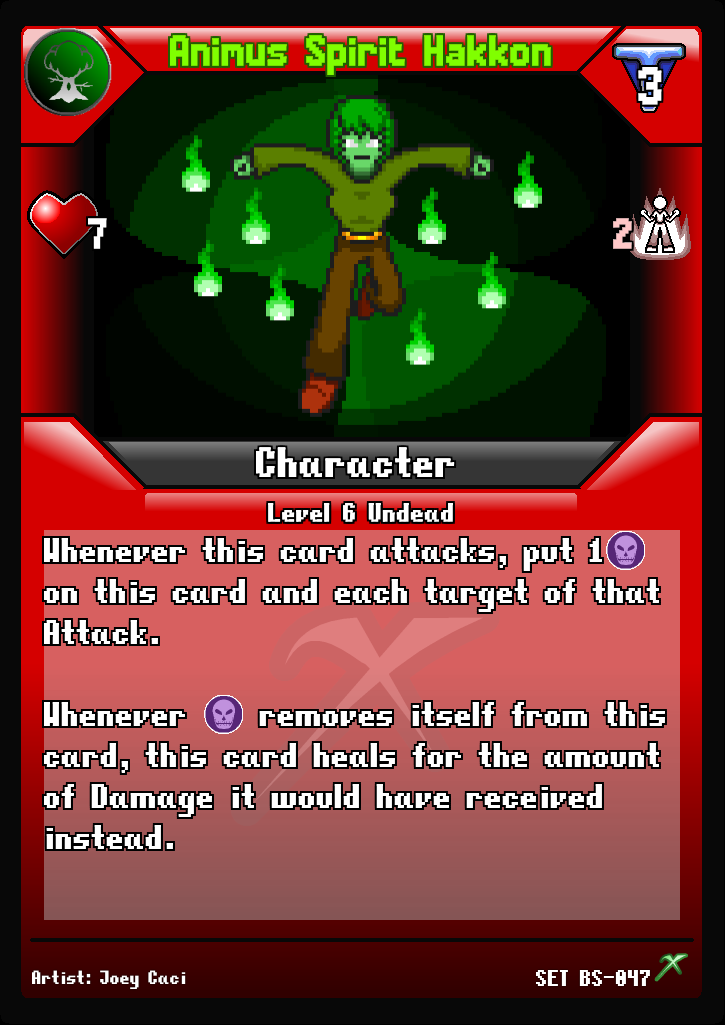 Animus Spirit Hakkon
3
7
2
Character
Level 6 Undead
Whenever this card attacks, put 1
on this card and each target of that
Attack.
Whenever removes itself from this
card, this card heals for the amount
of Damage it would have received
instead.
Artist: Joey Caci
SET BS-047